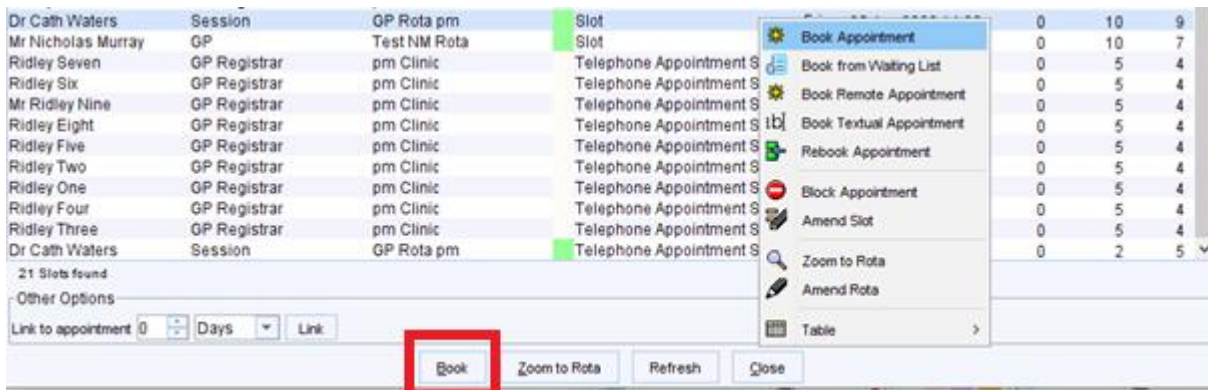 Dr Cath Waters Session GP Rota pm Slot 0 10 9
Book Appointment
Mr Nicholas Murray GP Test NM Rota Slot 0 10 7
Ridley Seven GP Registrar pm Clinic Telephone Appointment S 0 5 4
Book from Waiting List
Ridley Six GP Registrar pm Clinic Telephone Appointment S 0 5 4
Mr Ridley Nine GP Registrar pm Clinic Telephone Appointment S 0 5 4
Book Remote Appointment
Ridley Eight GP Registrar pm Clinic Telephone Appointment S 0 5 4
Book Textual Appointment
Ridley Five GP Registrar pm Clinic Telephone Appointment S 0 5 4
Rebook Appointment
Ridley Two GP Registrar pm Clinic Telephone Appointment S 0 5 4
Ridley One GP Registrar pm Clinic Telephone Appointment S 0 5 4
Block Appointment
Ridley Four GP Registrar pm Clinic Telephone Appointment S 0 5 4
Amend Slot
Ridley Three GP Registrar pm Clinic Telephone Appointment S 0 5 4
Dr Cath Waters Session GP Rota pm Telephone Appointment S 0 2 5
Zoom to Rota
21 Slots found
Amend Rota
Other Options
Link to appointment 0 Days Link
Table
Book Zoom to Rota Refresh Close